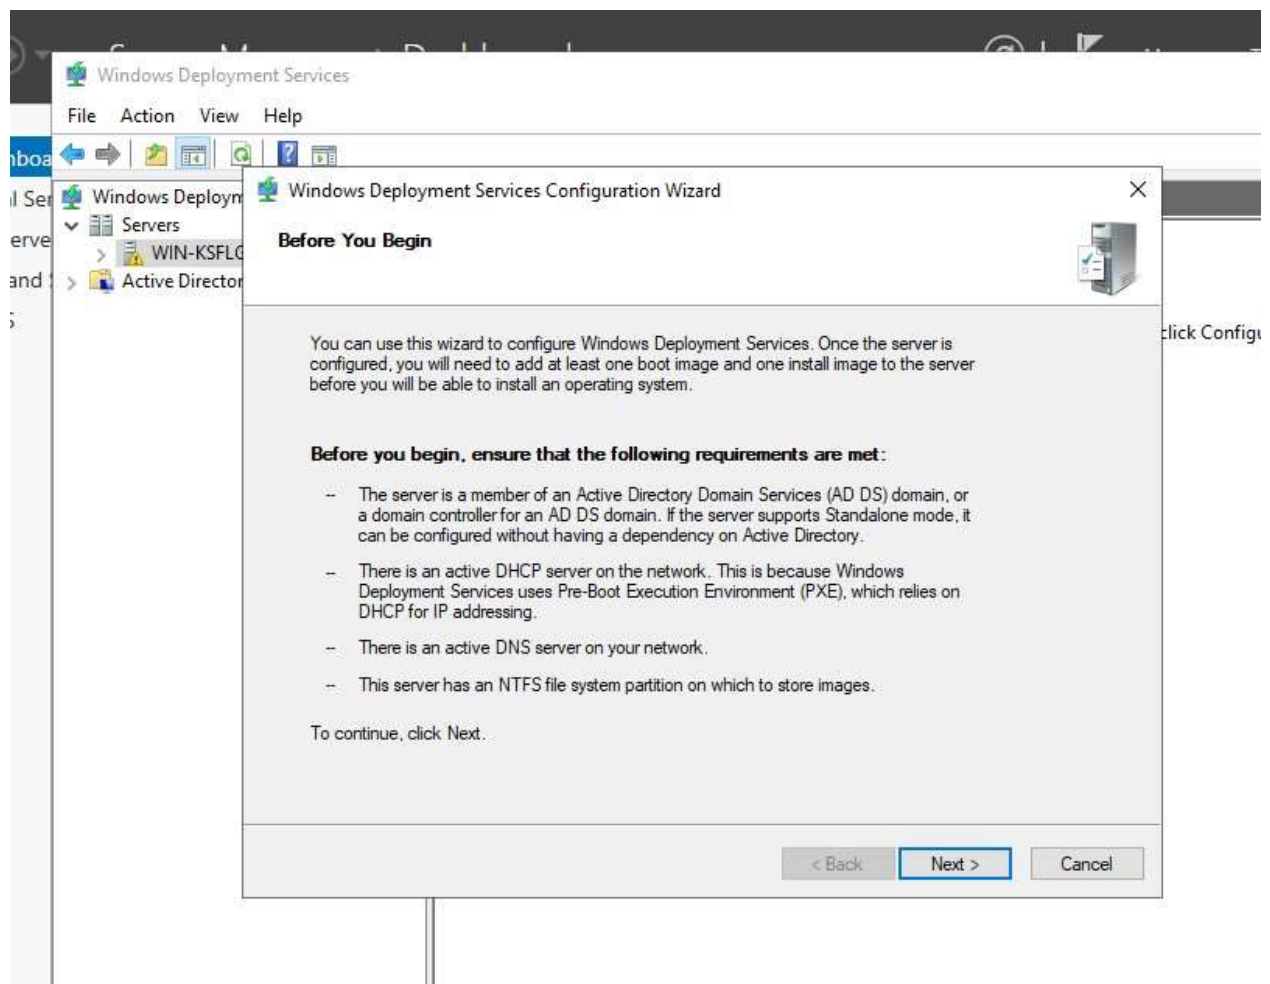 Windows Deployment Services
File Action View Help
Windows Deploym
Servers
WIN-KSFLG
Active Director
Windows Deployment Services Configuration Wizard
Before You Begin
You can use this wizard to configure Windows Deployment Services. Once the server is
configured, you will need to add at least one boot image and one install image to the server
before you will be able to install an operating system.
Before you begin, ensure that the following requirements are met:
-- The server is a member of an Active Directory Domain Services (AD DS) domain, or
a domain controller for an AD DS domain. If the server supports Standalone mode, it
can be configured without having a dependency on Active Directory.
-- There is an active DHCP server on the network. This is because Windows
Deployment Services uses Pre-Boot Execution Environment (PXE), which relies on
DHCP for IP addressing.
-- There is an active DNS server on your network.
-- This server has an NTFS file system partition on which to store images.
To continue, click Next.
< Back Next > Cancel
click Configu